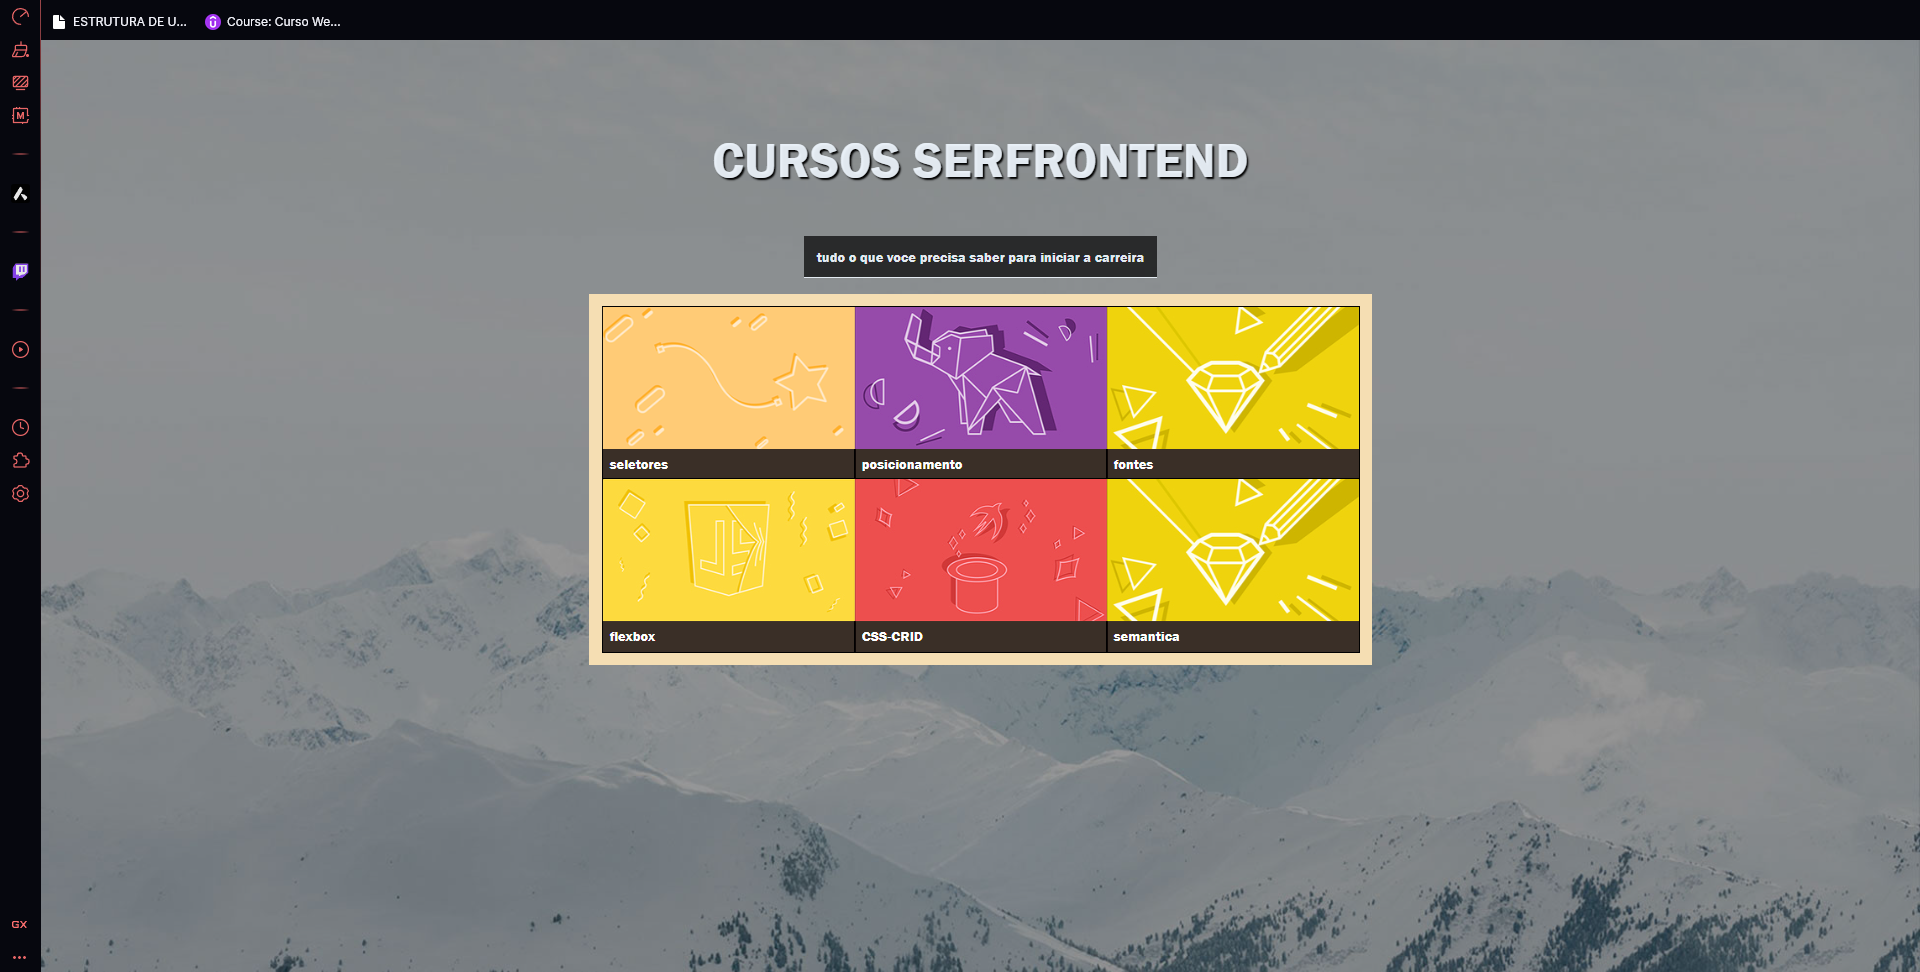 ESTRUTURA DE U...
Course: Curso We...
M
CURSOS SERFRONTEND
tudo o que voce precisa saber para iniciar a carreira
seletores
posicionamento
fontes
JS
flexbox
CSS-CRID
semantica
GX